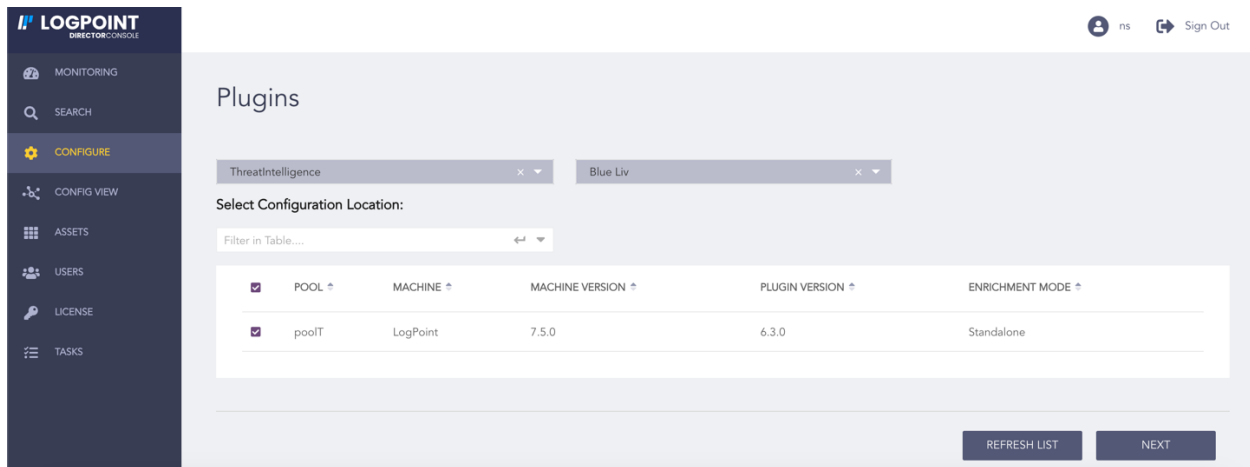 LOGPOINT
DIRECTORCONSOLE
ns Sign Out
MONITORING
SEARCH
CONFIGURE
CONFIG VIEW
ASSETS
USERS
LICENSE
TASKS
Plugins
ThreatIntelligence × Blue Liv ×
Select Configuration Location:
Filter in Table....
POOL MACHINE MACHINE VERSION PLUGIN VERSION ENRICHMENT MODE
poolT LogPoint 7.5.0 6.3.0 Standalone
REFRESH LIST NEXT